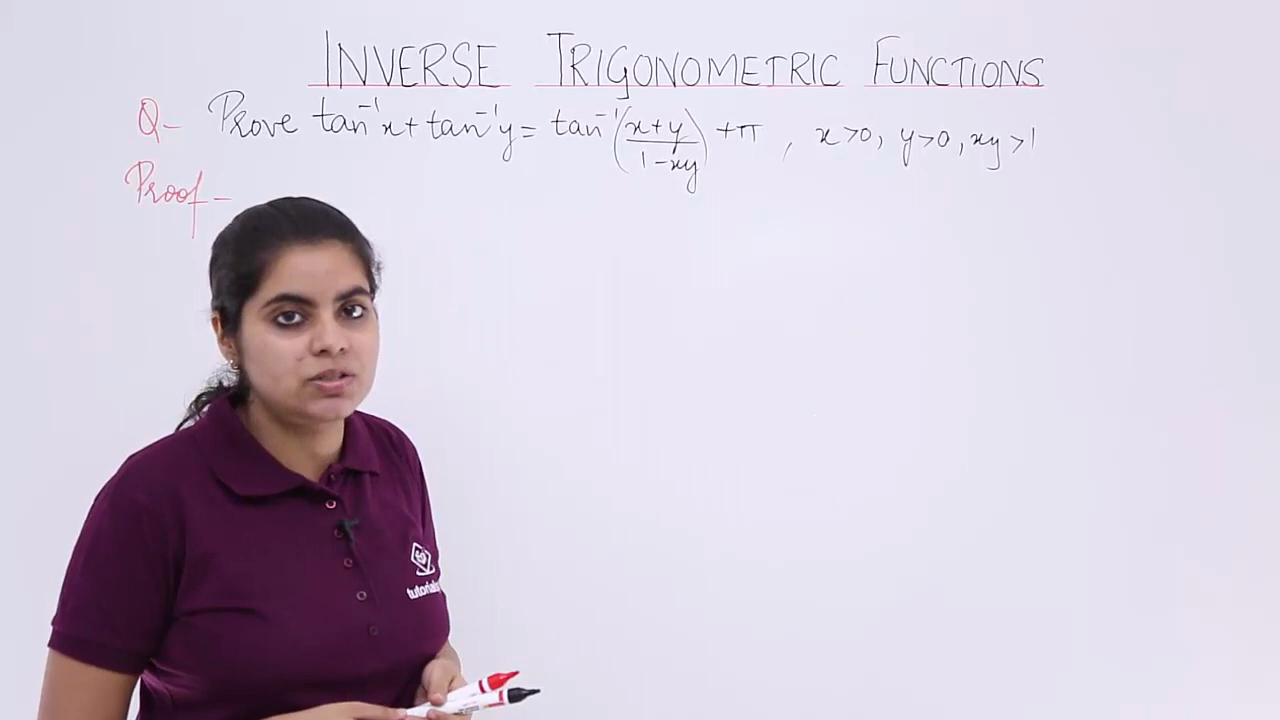 INVERSE TRIGONOMETRIC FUNCTIONS
Q- Prove tan⁻¹x + tan⁻¹y = tan⁻¹((x+y)/(1-xy)) + π , x>0, y>0, xy>1
Proof -